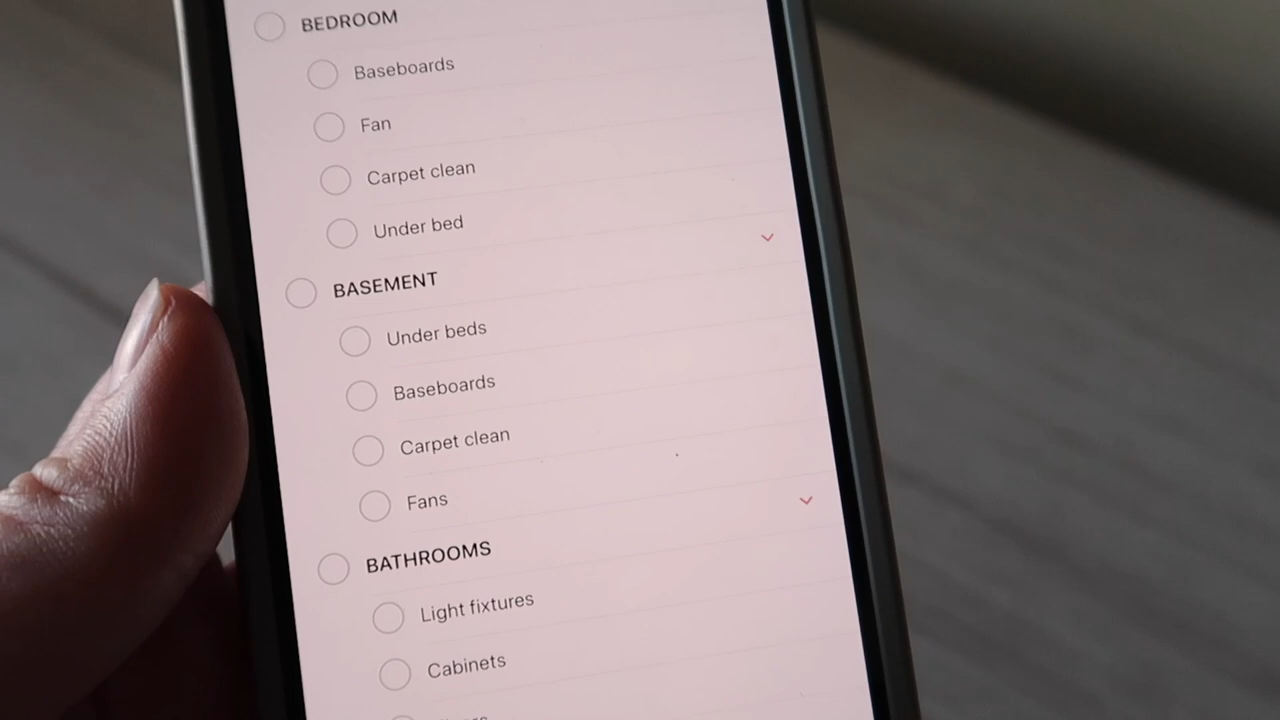 BEDROOM
Baseboards
Fan
Carpet clean
Under bed
BASEMENT
Under beds
Baseboards
Carpet clean
Fans
BATHROOMS
Light fixtures
Cabinets